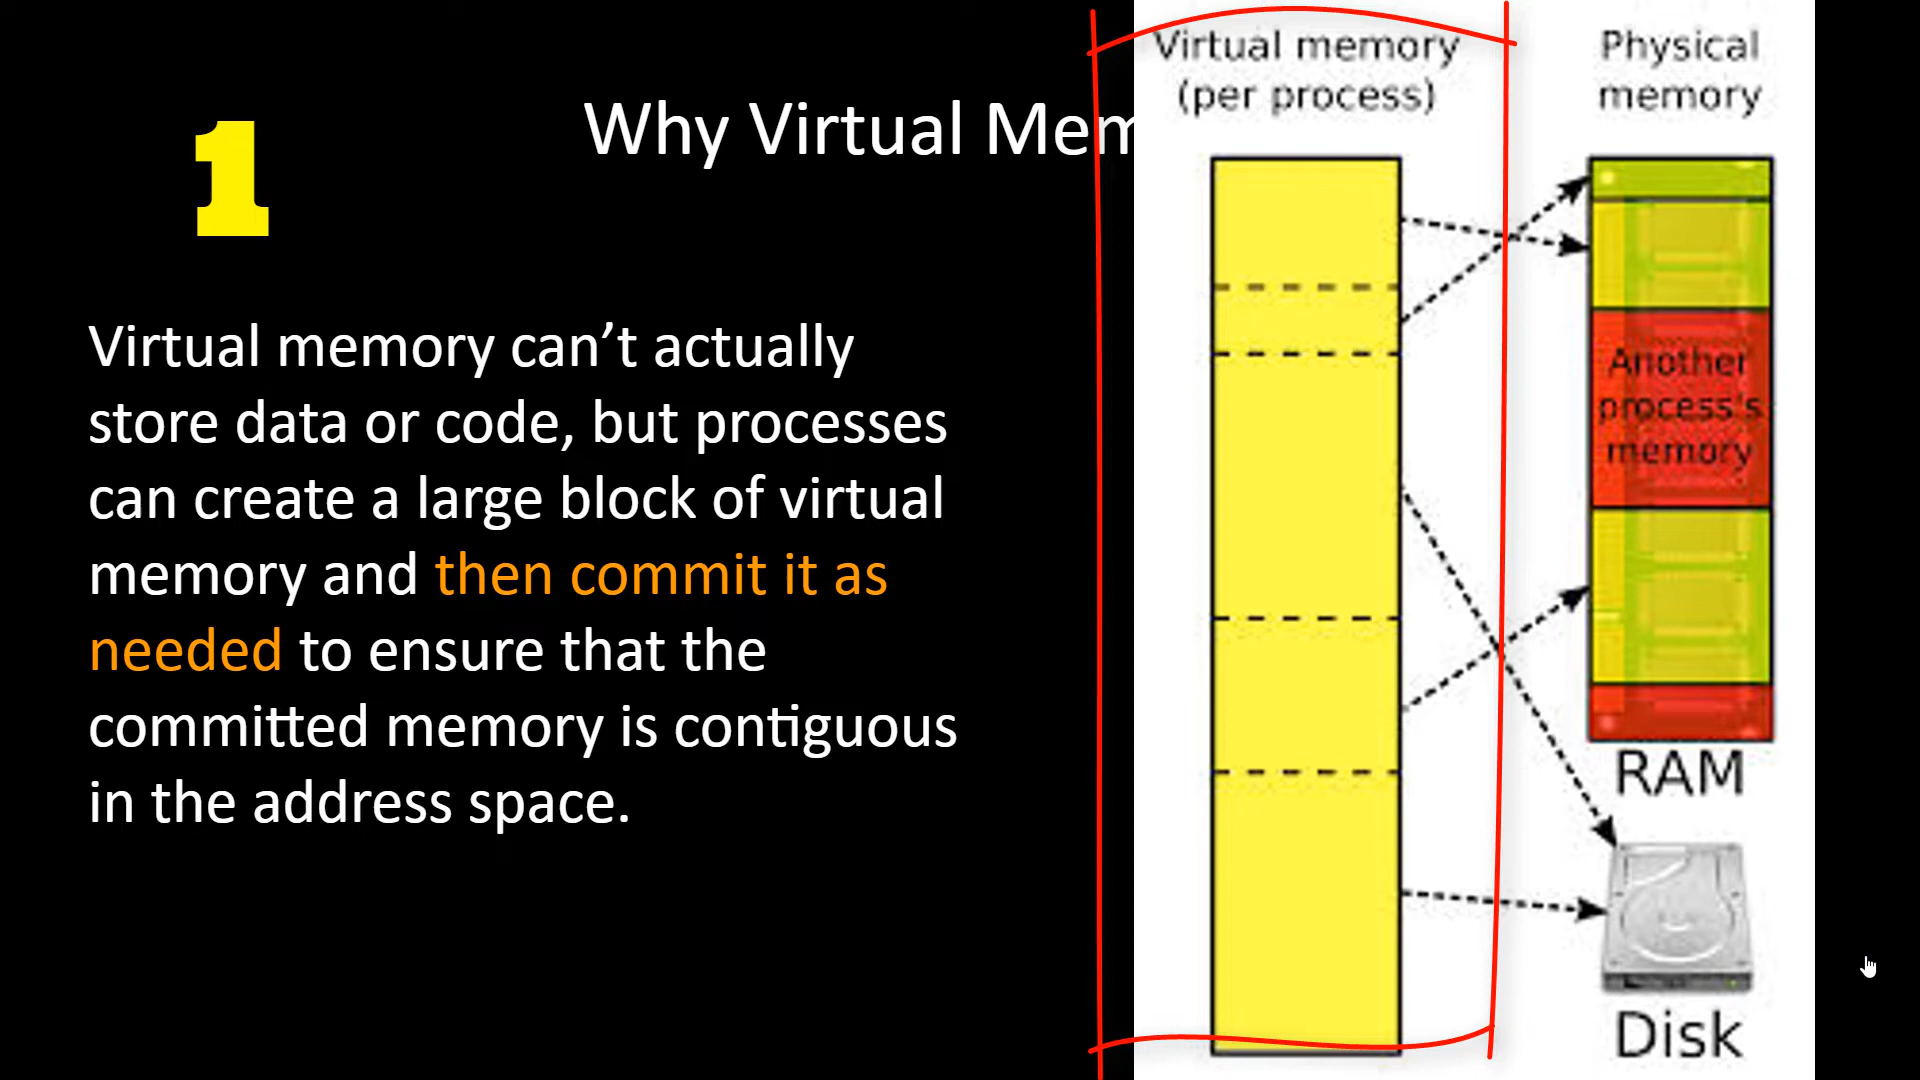 1
Why Virtual Mem
Virtual memory can’t actually
store data or code, but processes
can create a large block of virtual
memory and then commit it as
needed to ensure that the
committed memory is contiguous
in the address space.
Virtual memory
(per process)
Physical
memory
Another
process's
memory
RAM
Disk